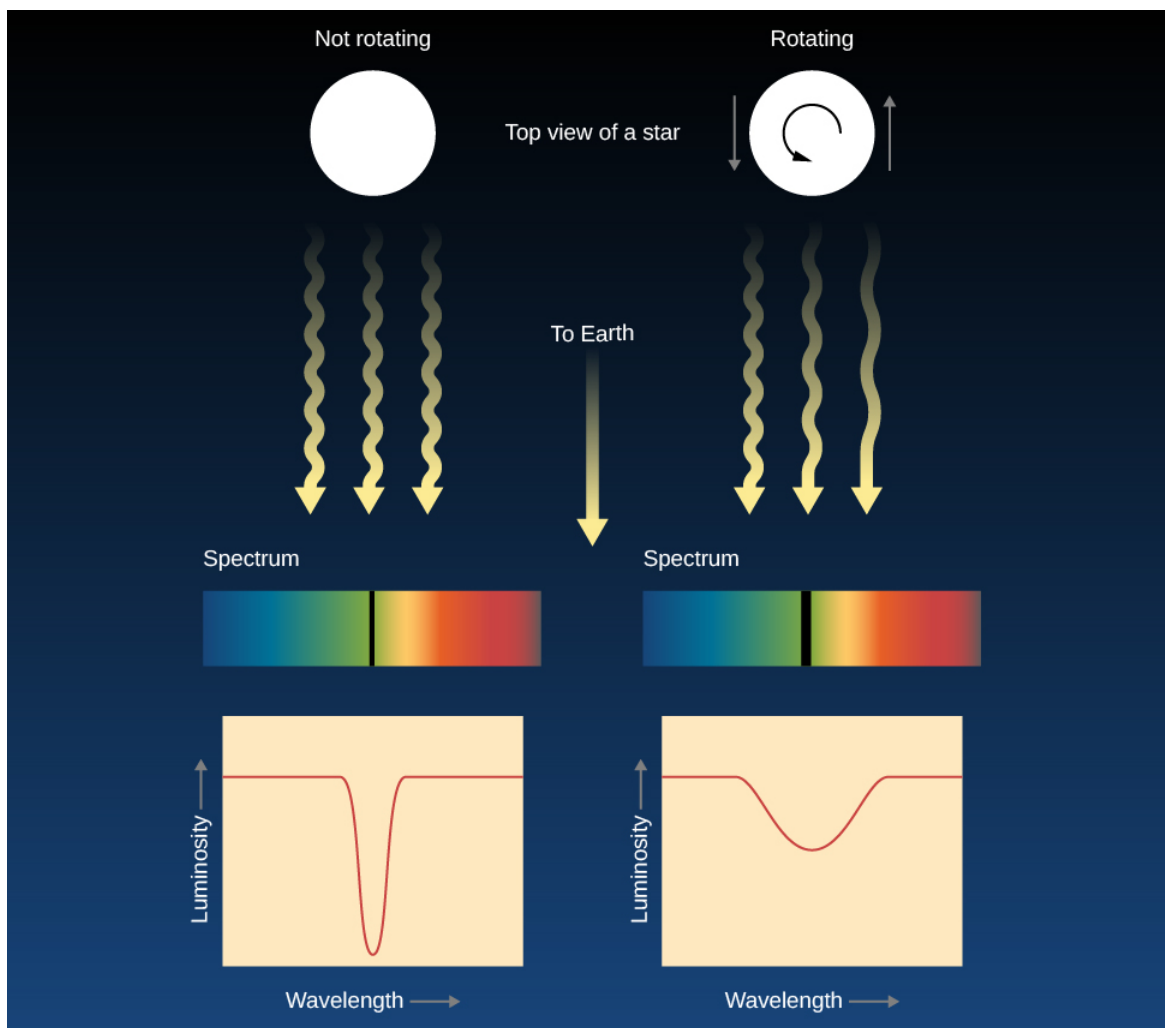 Not rotating
Rotating
Top view of a star
To Earth
Spectrum
Spectrum
Luminosity
Luminosity
Wavelength
Wavelength